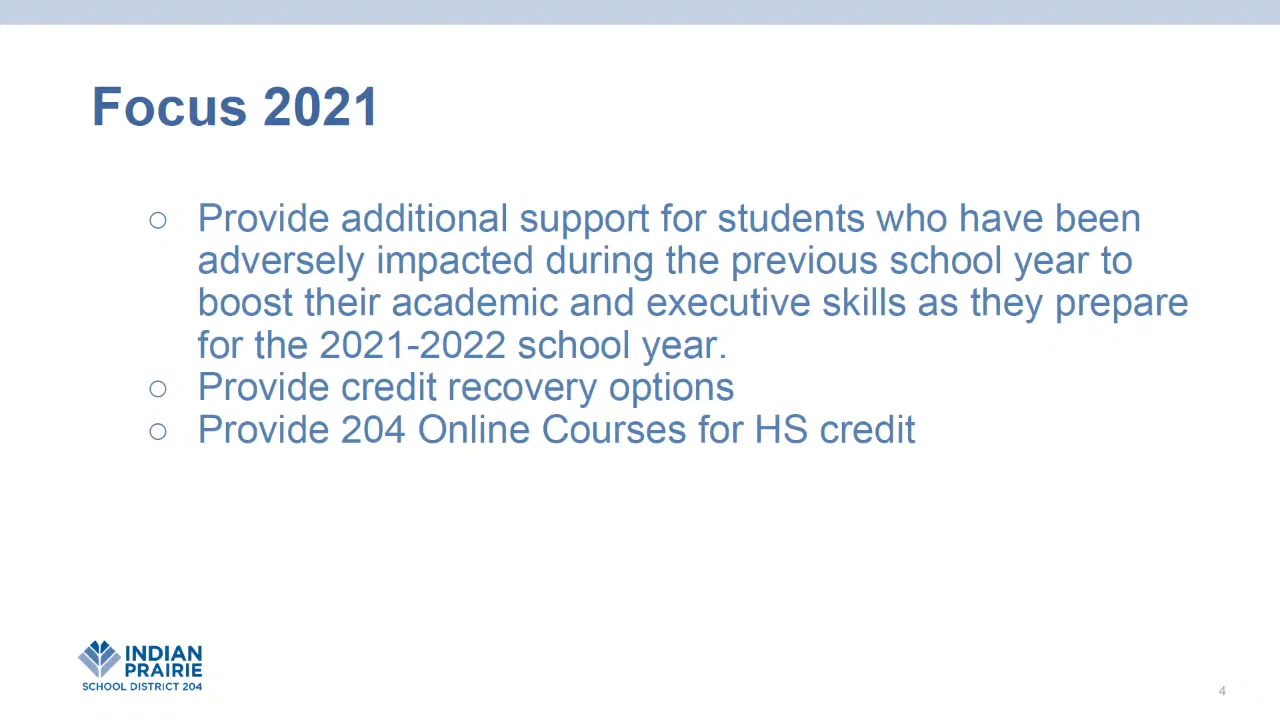 Focus 2021
○ Provide additional support for students who have been
adversely impacted during the previous school year to
boost their academic and executive skills as they prepare
for the 2021-2022 school year.
○ Provide credit recovery options
○ Provide 204 Online Courses for HS credit
INDIAN
PRAIRIE
SCHOOL DISTRICT 204
4